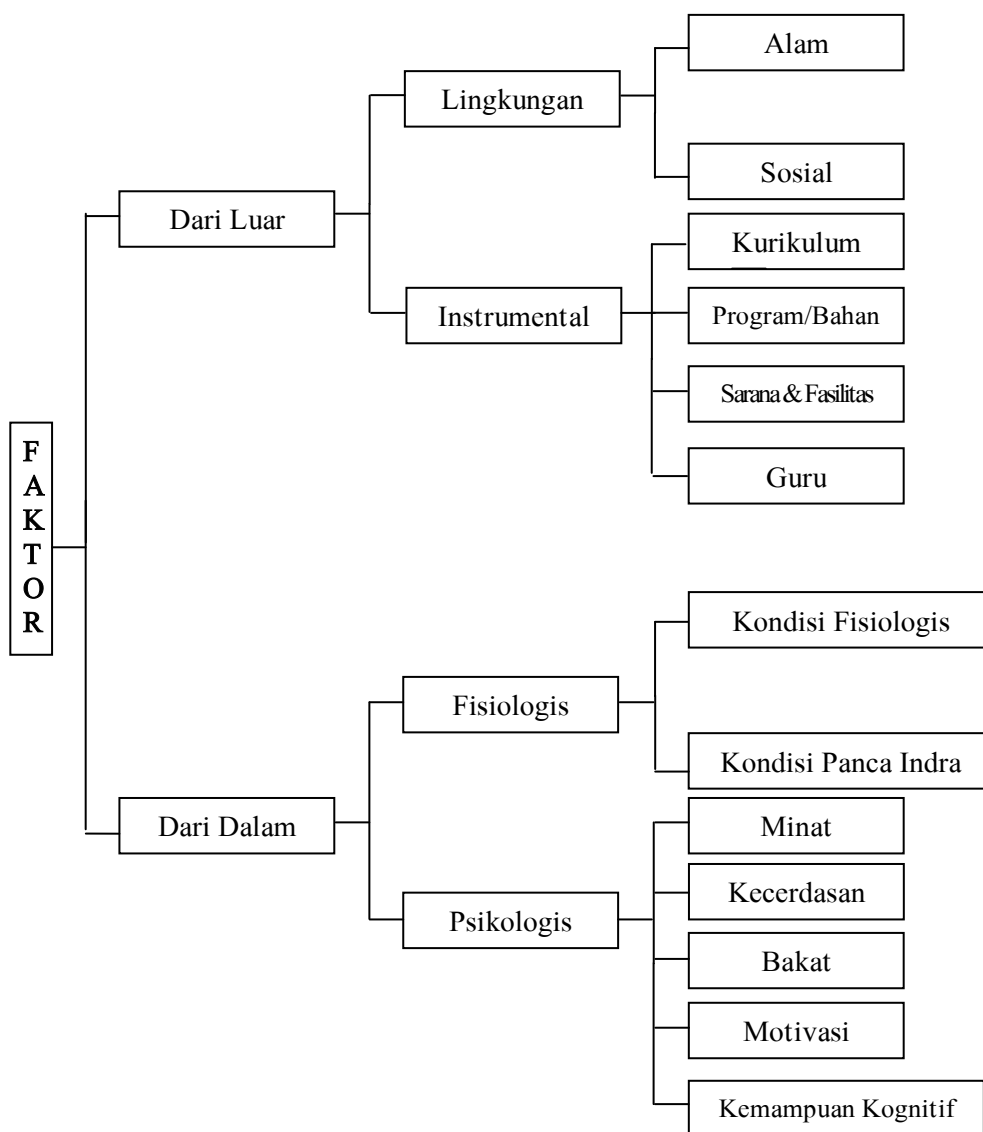 Alam
Lingkungan
Sosial
Dari Luar
Kurikulum
Instrumental
Program/Bahan
Sarana & Fasilitas
Guru
FAKTOR
Kondisi Fisiologis
Fisiologis
Kondisi Panca Indra
Dari Dalam
Minat
Kecerdasan
Psikologis
Bakat
Motivasi
Kemampuan Kognitif